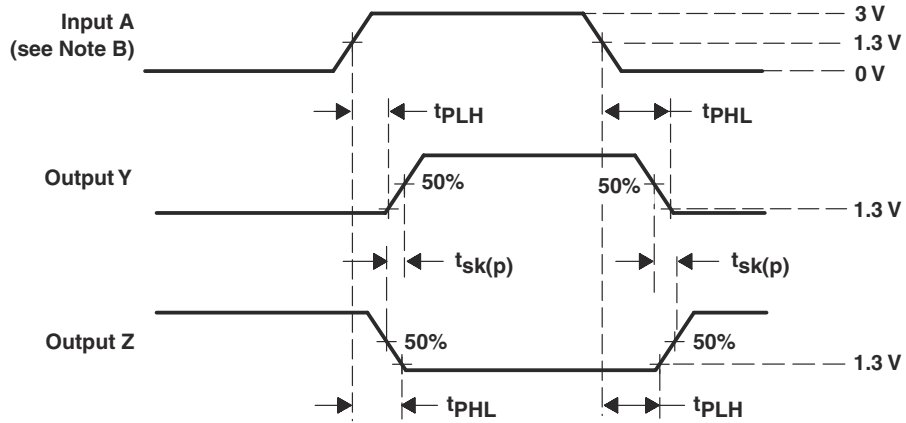 Input A
(see Note B)
3 V
1.3 V
0 V
tPLH
tPHL
Output Y
50%
50%
1.3 V
tsk(p)
tsk(p)
Output Z
50%
50%
1.3 V
tPHL
tPLH